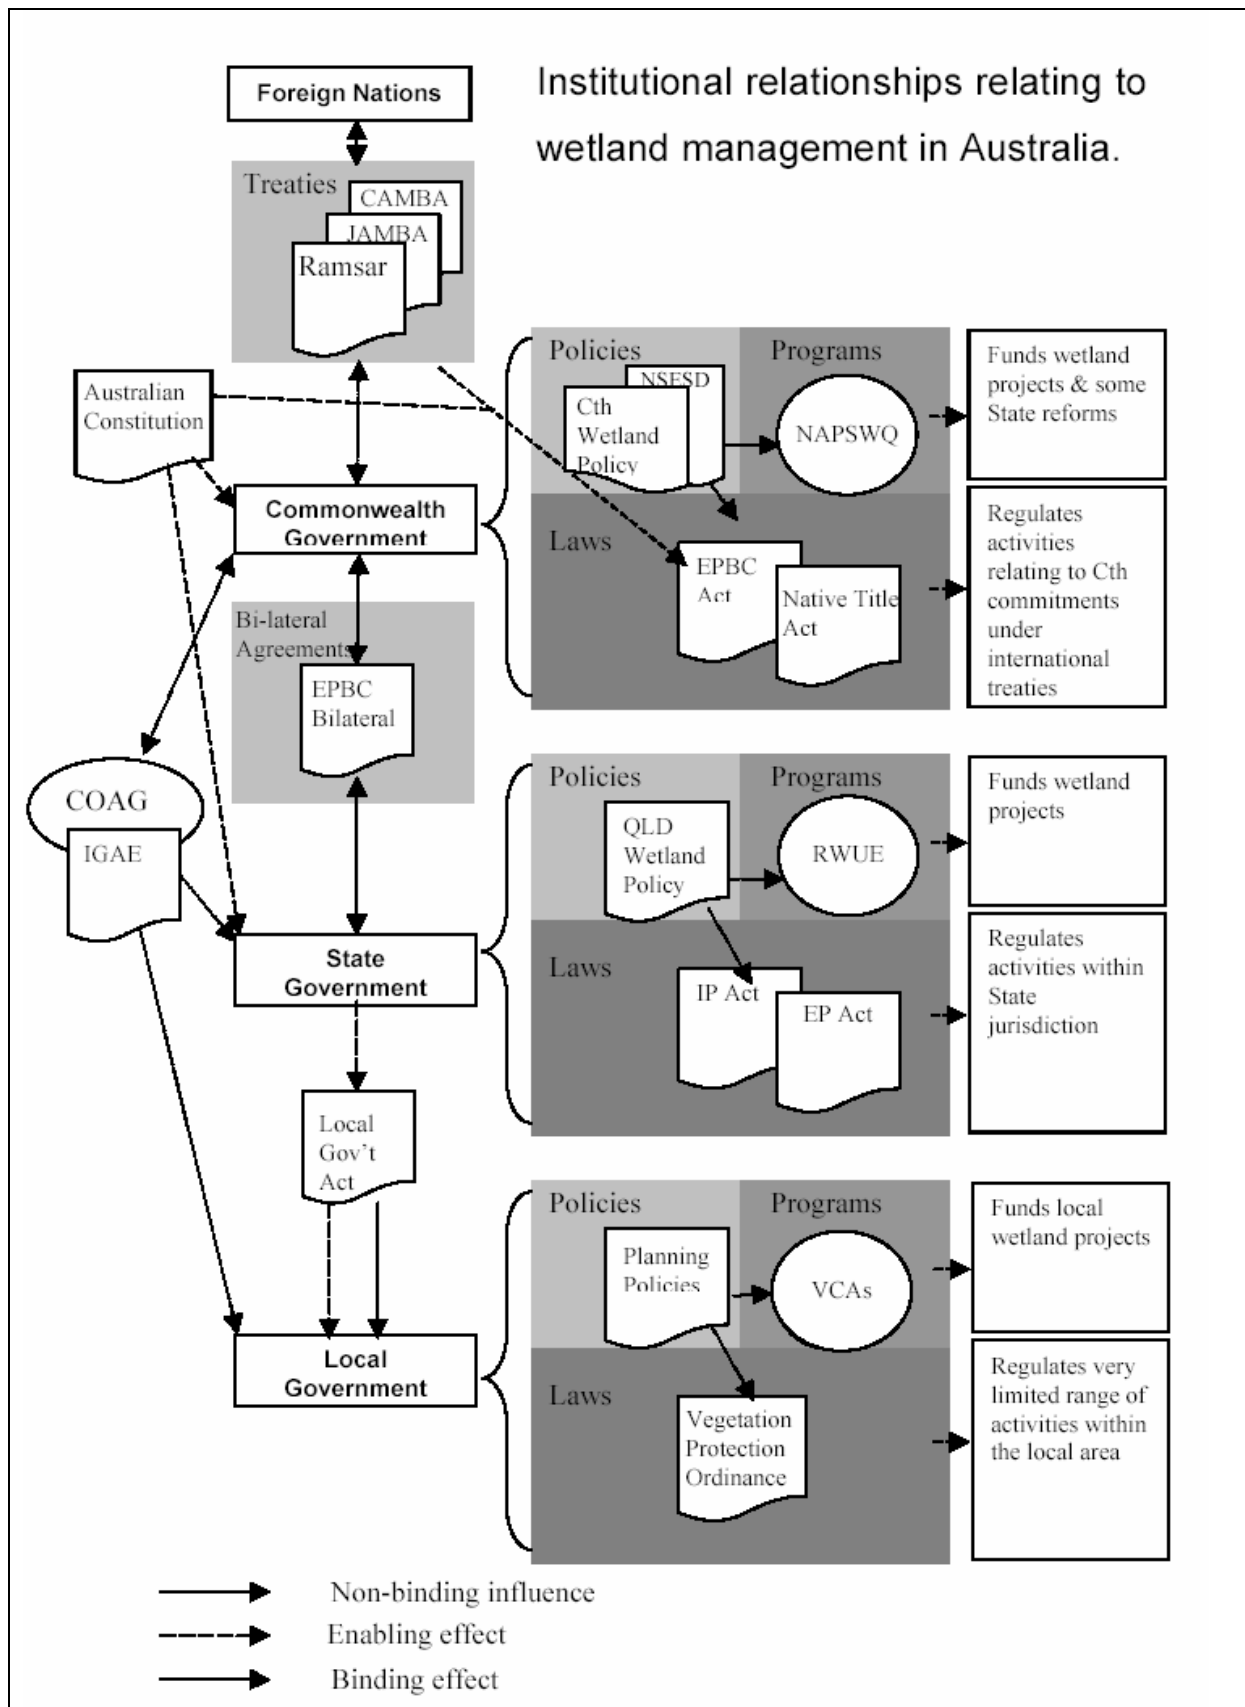 Institutional relationships relating to
wetland management in Australia.
Foreign Nations
Treaties
CAMBA
JAMBA
Ramsar
Australian
Constitution
Commonwealth
Government
Policies
NSESD
Cth
Wetland
Policy
Programs
NAPSWQ
Laws
EPBC
Act
Native Title
Act
Funds wetland
projects & some
State reforms
Regulates
activities
relating to Cth
commitments
under
international
treaties
Bi-lateral
Agreements
EPBC
Bilateral
COAG
IGAE
State
Government
Policies
QLD
Wetland
Policy
Programs
RWUE
Laws
IP Act
EP Act
Funds wetland
projects
Regulates
activities within
State
jurisdiction
Local
Gov't
Act
Local
Government
Policies
Planning
Policies
Programs
VCAs
Laws
Vegetation
Protection
Ordinance
Funds local
wetland projects
Regulates very
limited range of
activities within
the local area
Non-binding influence
Enabling effect
Binding effect